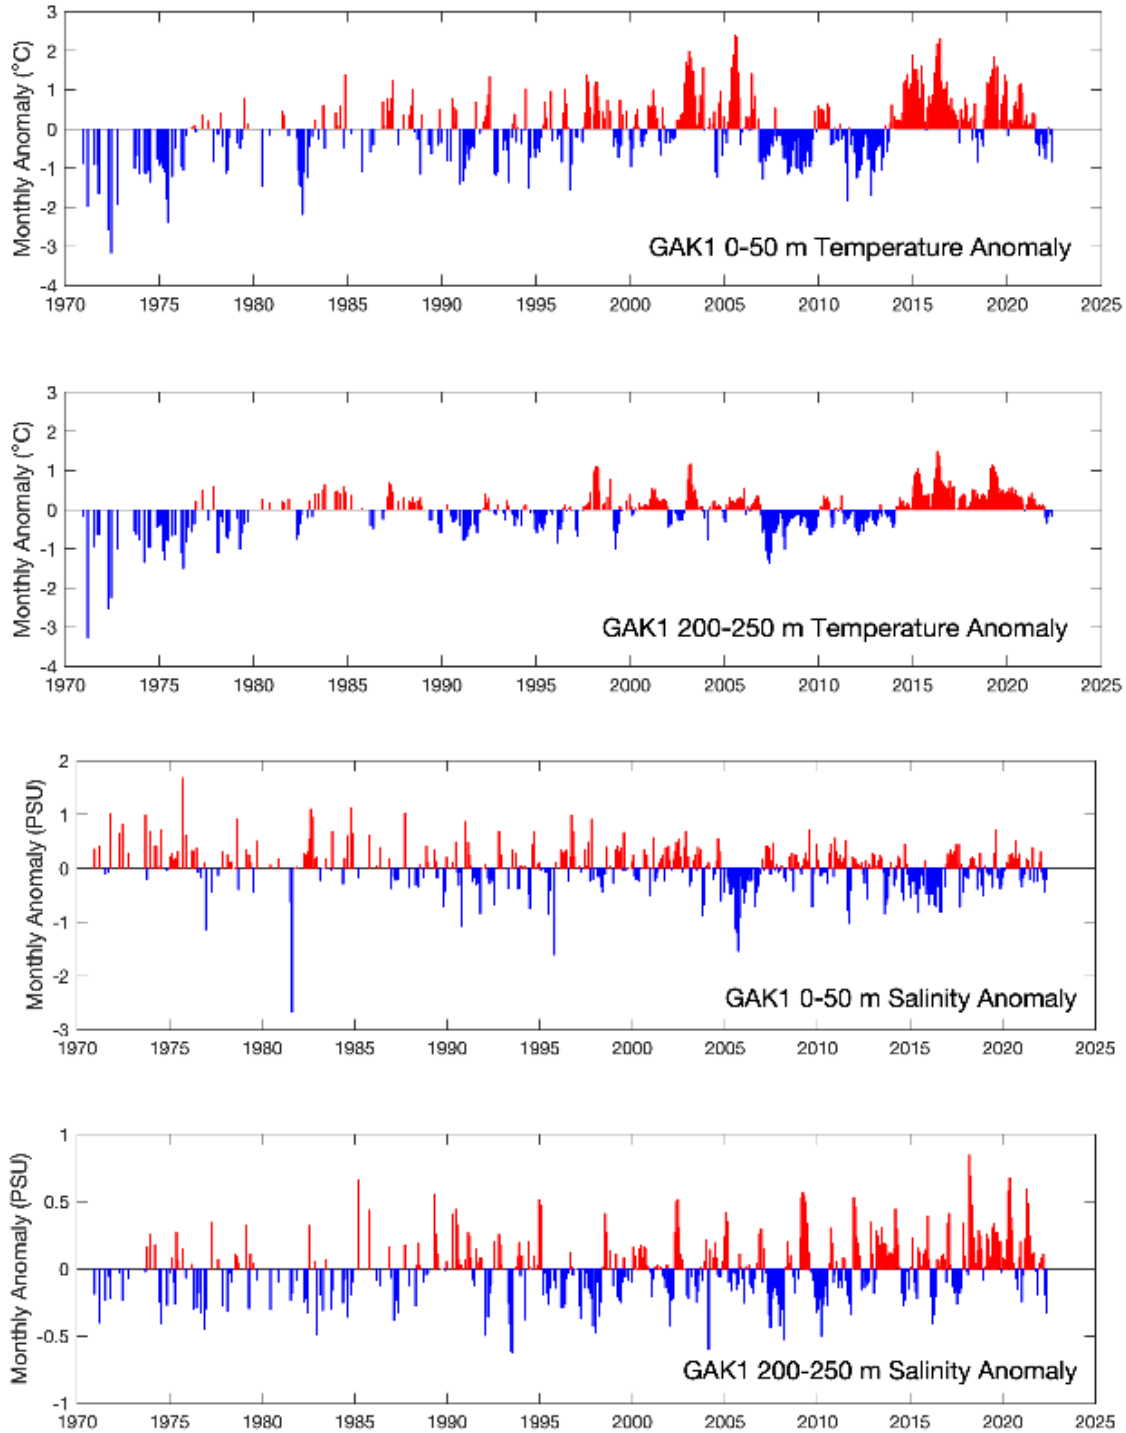 3
2
1
0
-1
-2
-3
-4
Monthly Anomaly (°C)
GAK1 0-50 m Temperature Anomaly
1970 1975 1980 1985 1990 1995 2000 2005 2010 2015 2020 2025
3
2
1
0
-1
-2
-3
-4
Monthly Anomaly (°C)
GAK1 200-250 m Temperature Anomaly
1970 1975 1980 1985 1990 1995 2000 2005 2010 2015 2020 2025
2
1
0
-1
-2
-3
Monthly Anomaly (PSU)
GAK1 0-50 m Salinity Anomaly
1970 1975 1980 1985 1990 1995 2000 2005 2010 2015 2020 2025
1
0.5
0
-0.5
-1
Monthly Anomaly (PSU)
GAK1 200-250 m Salinity Anomaly
1970 1975 1980 1985 1990 1995 2000 2005 2010 2015 2020 2025